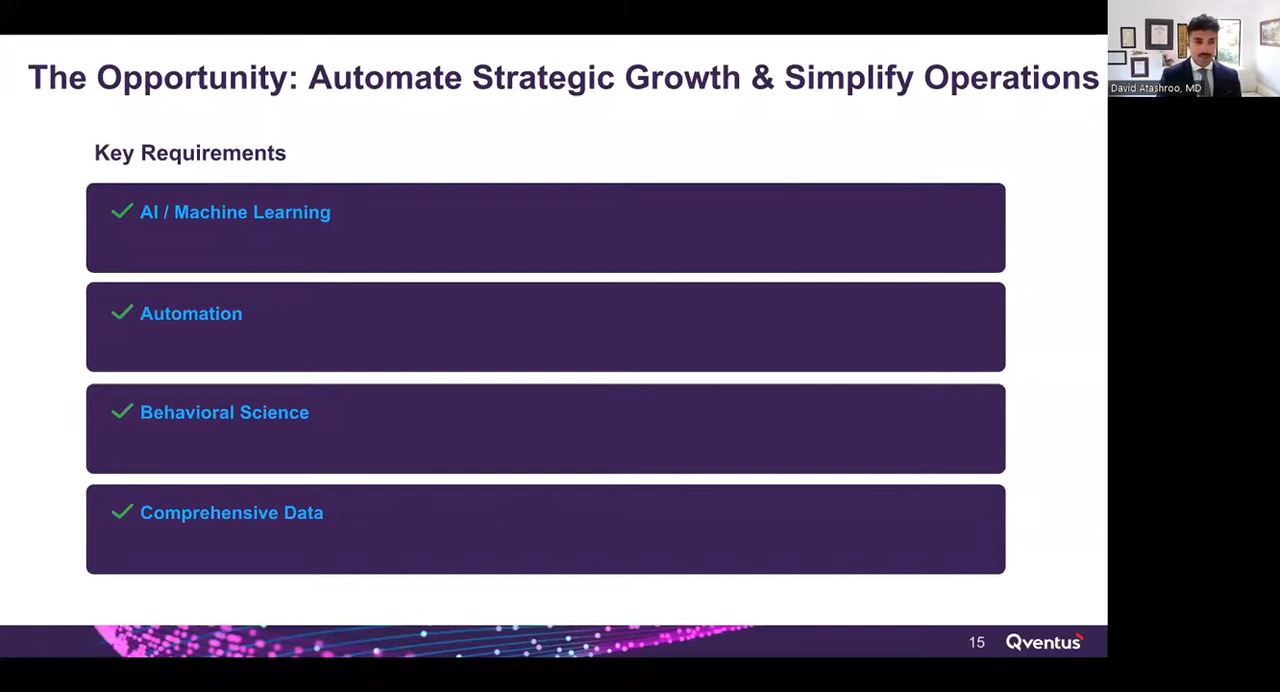 The Opportunity: Automate Strategic Growth & Simplify Operations
David Atashroo, MD
Key Requirements
AI / Machine Learning
Automation
Behavioral Science
Comprehensive Data
15
Qventus